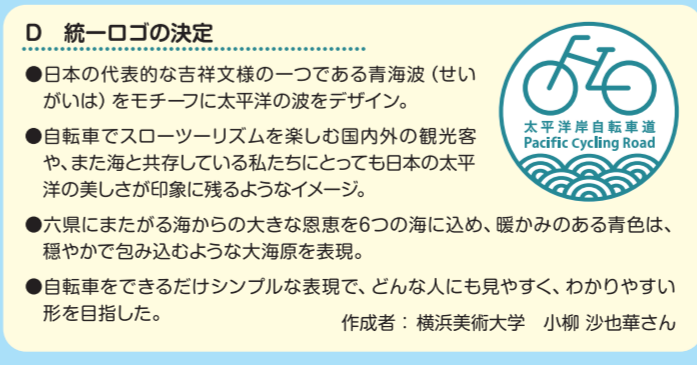 D 統一ロゴの決定
●日本の代表的な吉祥文様の一つである青海波（せい
がいは）をモチーフに太平洋の波をデザイン。
●自転車でスローツーリズムを楽しむ国内外の観光客
や、また海と共存している私たちにとっても日本の太平
洋の美しさが印象に残るようなイメージ。
●六県にまたがる海からの大きな恩恵を6つの海に込め、暖かみのある青色は、
穏やかで包み込むような大海原を表現。
●自転車をできるだけシンプルな表現で、どんな人にも見やすく、わかりやすい
形を目指した。
作成者：横浜美術大学 小柳 沙也華さん
太平洋岸自転車道
Pacific Cycling Road